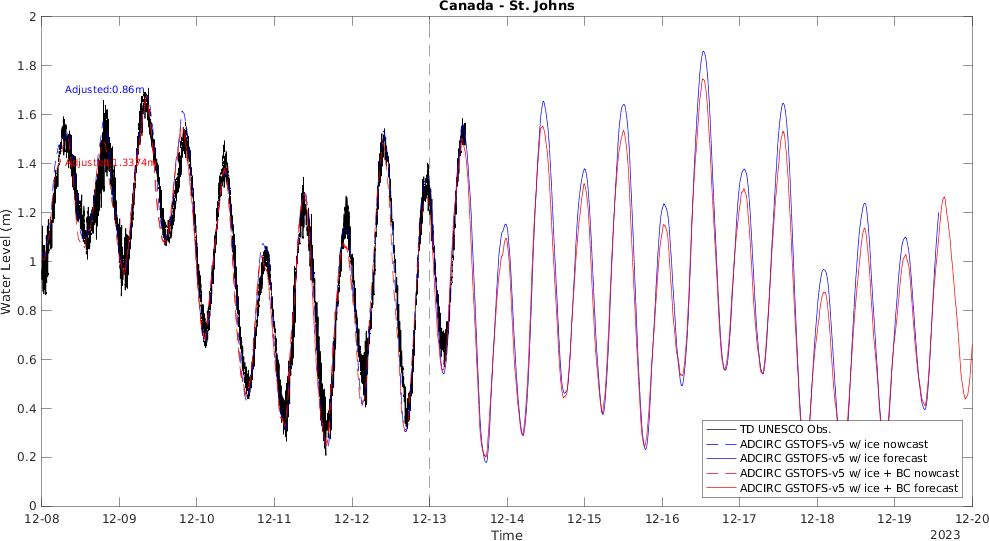 Canada - St. Johns
Water Level (m)
2
1.8
1.6
1.4
1.2
1
0.8
0.6
0.4
0.2
0
Adjusted:0.86m
Adjusted:1.3374m
TD UNESCO Obs.
ADCIRC GSTOFS-v5 w/ ice nowcast
ADCIRC GSTOFS-v5 w/ ice forecast
ADCIRC GSTOFS-v5 w/ ice + BC nowcast
ADCIRC GSTOFS-v5 w/ ice + BC forecast
12-08 12-09 12-10 12-11 12-12 12-13 12-14 12-15 12-16 12-17 12-18 12-19 12-20
Time
2023